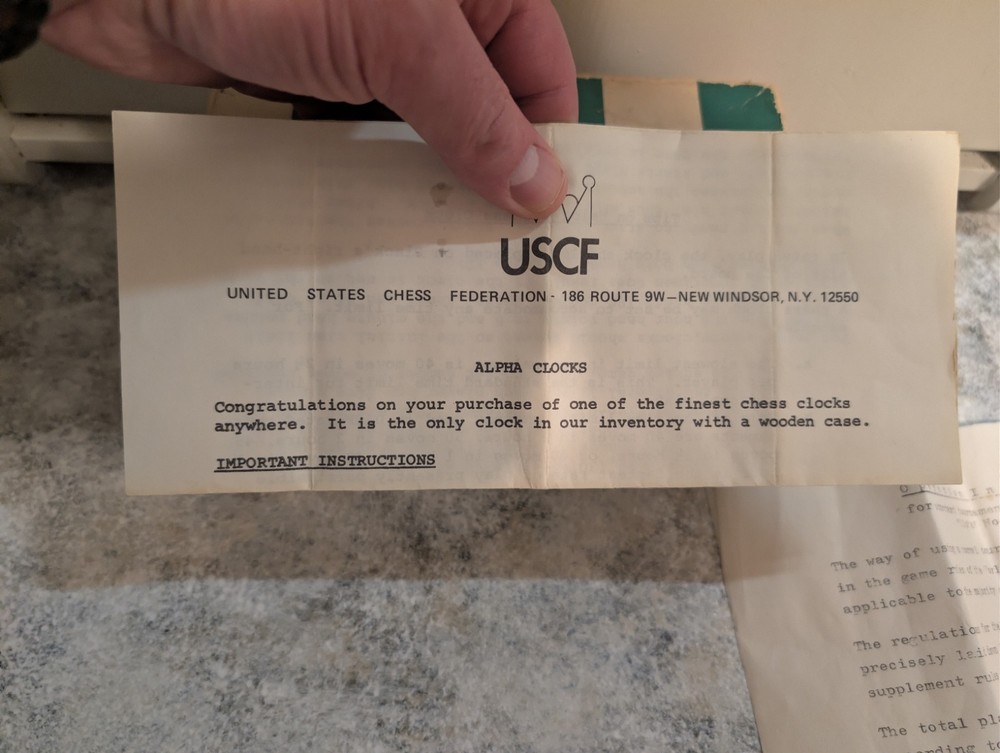 USCF
UNITED STATES CHESS FEDERATION - 186 ROUTE 9W—NEW WINDSOR, N.Y. 12550
ALPHA CLOCKS
Congratulations on your purchase of one of the finest chess clocks
anywhere. It is the only clock in our inventory with a wooden case.
IMPORTANT INSTRUCTIONS
The way of
in the game
applicable to
The
precisely
supplement
The total
to